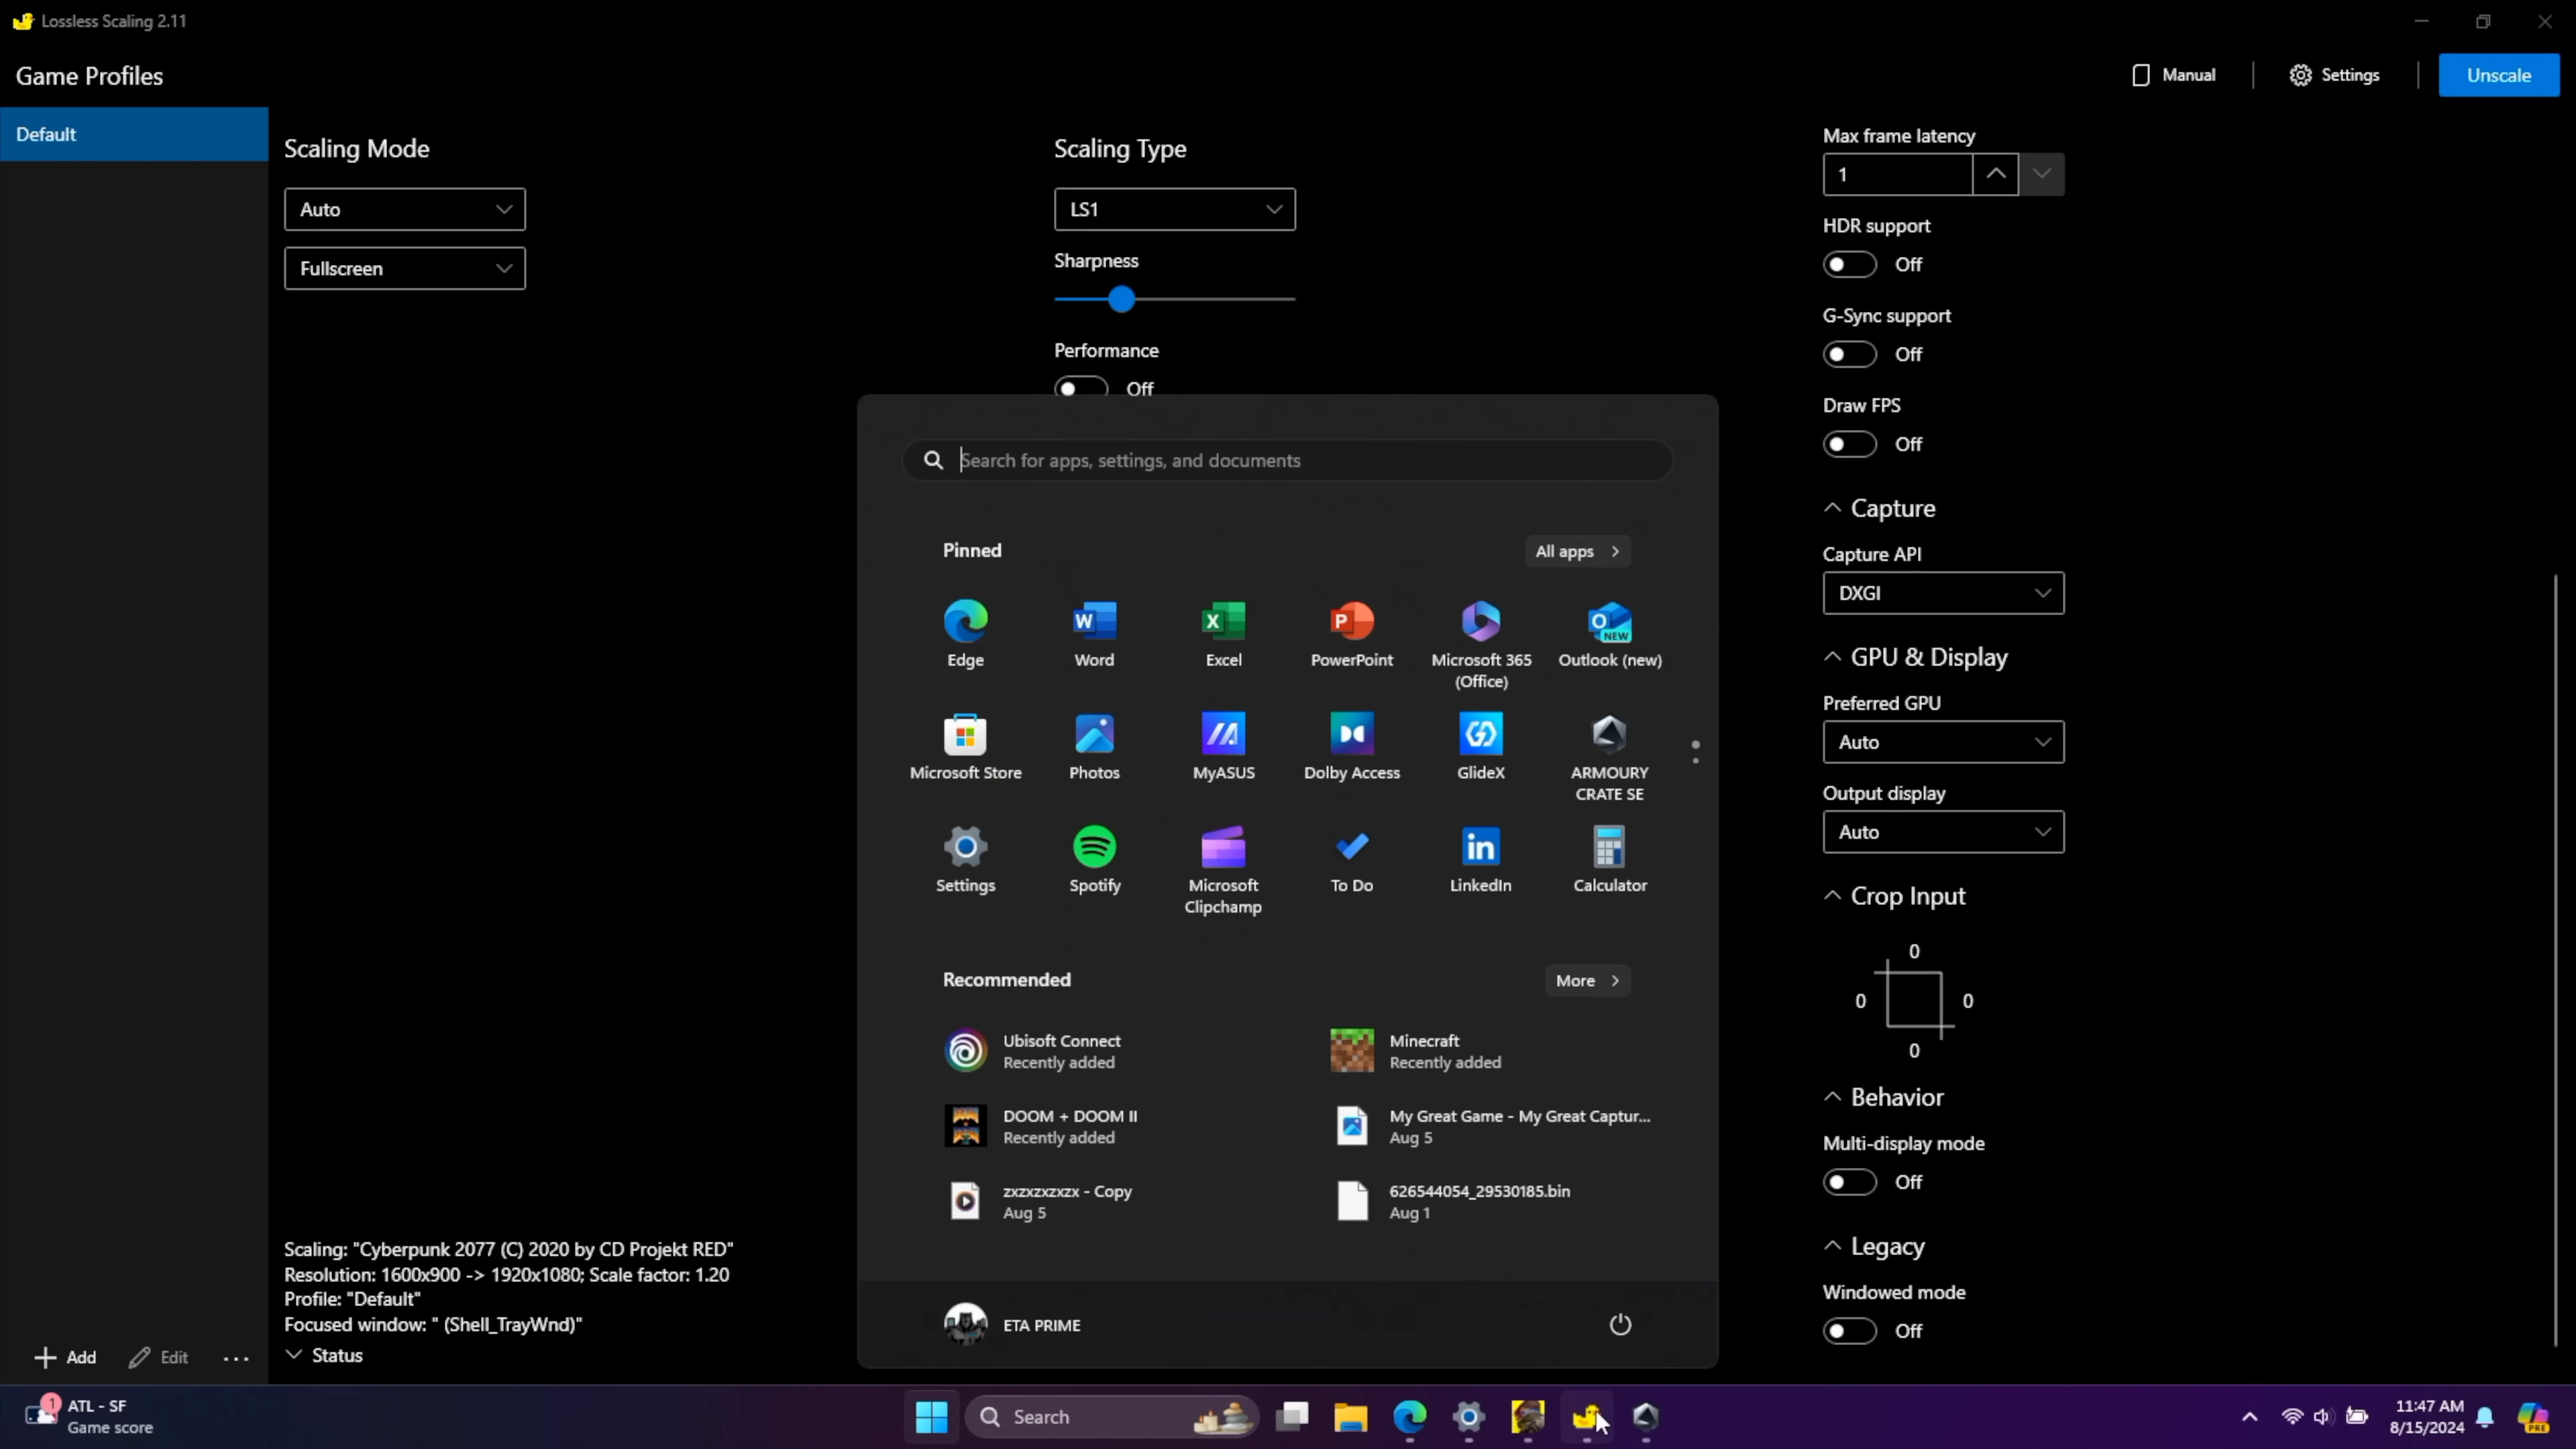 Lossless Scaling 2.11
Game Profiles
Manual
Settings
Unscale
Default
Scaling Mode
Auto
Fullscreen
Scaling Type
LS1
Sharpness
Performance
Off
Max frame latency
1
HDR support
Off
G-Sync support
Off
Draw FPS
Off
Capture
Capture API
DXGI
GPU & Display
Preferred GPU
Auto
Output display
Auto
Crop Input
0
0 0
0
Behavior
Multi-display mode
Off
Legacy
Windowed mode
Off
Search for apps, settings, and documents
Pinned
All apps
Edge
Word
Excel
PowerPoint
Microsoft 365
(Office)
Outlook (new)
Microsoft Store
Photos
MyASUS
Dolby Access
GlideX
ARMOURY
CRATE SE
Settings
Spotify
Microsoft
Clipchamp
To Do
LinkedIn
Calculator
Recommended
More
Ubisoft Connect
Recently added
Minecraft
Recently added
DOOM + DOOM II
Recently added
My Great Game - My Great Captur...
Aug 5
zxzxzxzxzx - Copy
Aug 5
626544054_29530185.bin
Aug 1
ETA PRIME
Scaling: "Cyberpunk 2077 (C) 2020 by CD Projekt RED"
Resolution: 1600x900 -> 1920x1080; Scale factor: 1.20
Profile: "Default"
Focused window: " (Shell_TrayWnd)"
Status
Add
Edit
...
1
ATL - SF
Game score
Search
11:47 AM
8/15/2024
PRE
W
X
P
O
NEW
in